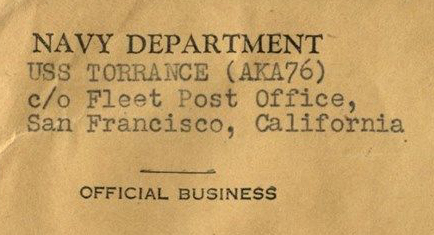 NAVY DEPARTMENT
USS TORRANCE (AKA76)
c/o Fleet Post Office,
San Francisco, California
OFFICIAL BUSINESS